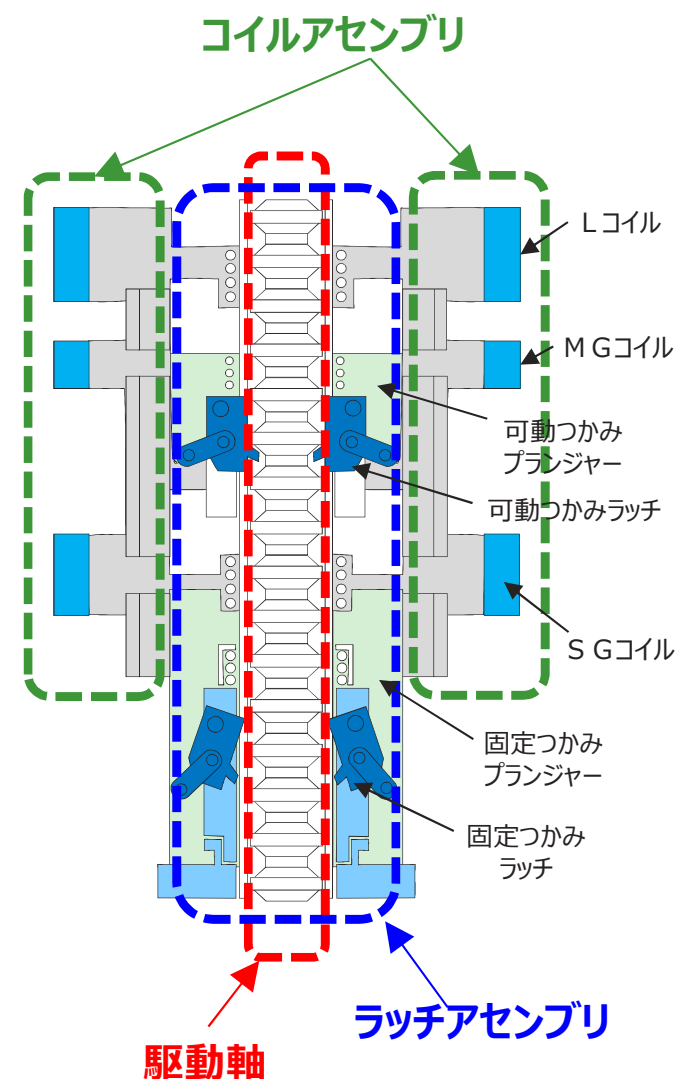 コイルアセンブリ
Ｌコイル
ＭＧコイル
可動つかみ
プランジャー
可動つかみラッチ
ＳＧコイル
固定つかみ
プランジャー
固定つかみ
ラッチ
ラッチアセンブリ
駆動軸